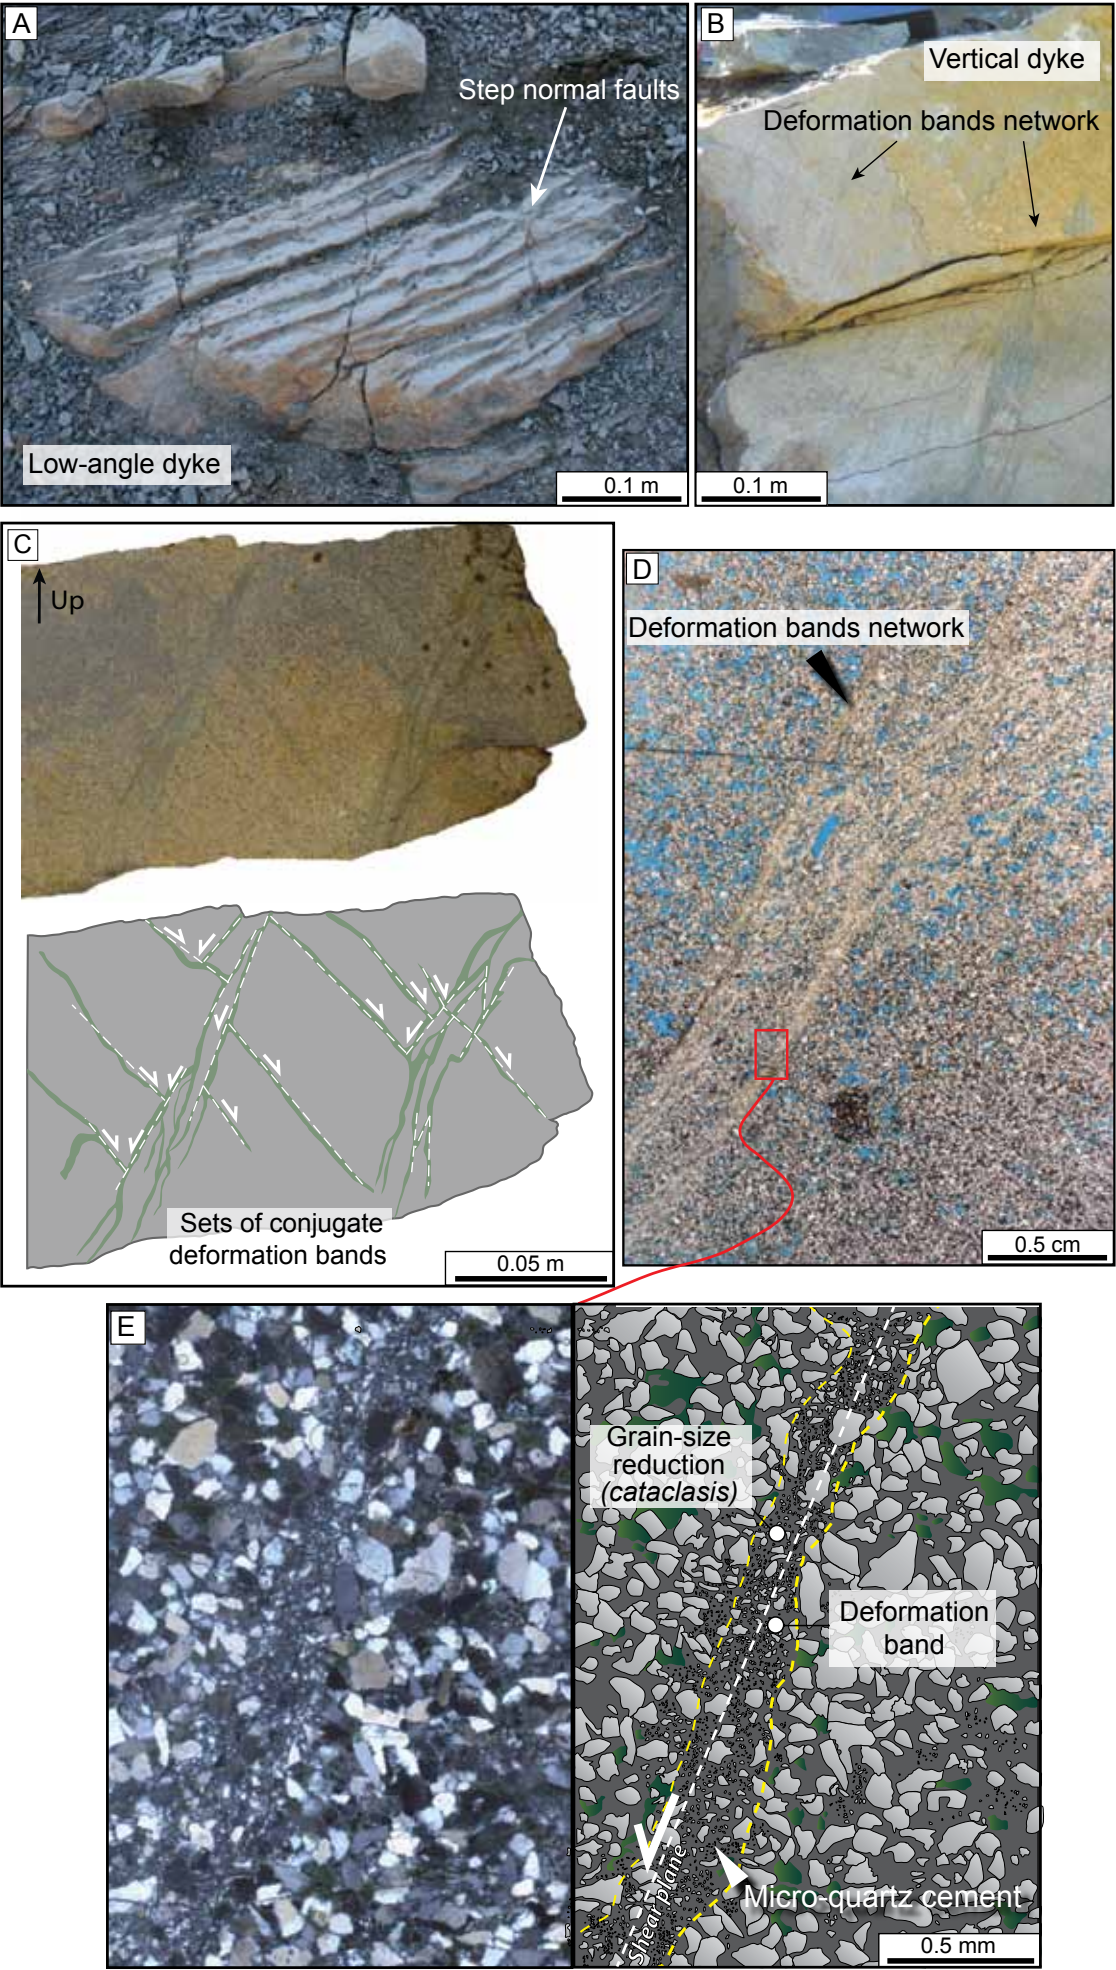 A
Step normal faults
Low-angle dyke
0.1 m
B
Vertical dyke
Deformation bands network
0.1 m
C
Up
Sets of conjugate
deformation bands
0.05 m
D
Deformation bands network
0.5 cm
E
Grain-size
reduction
(cataclasis)
Deformation
band
Shear plane
Micro-quartz cement
0.5 mm